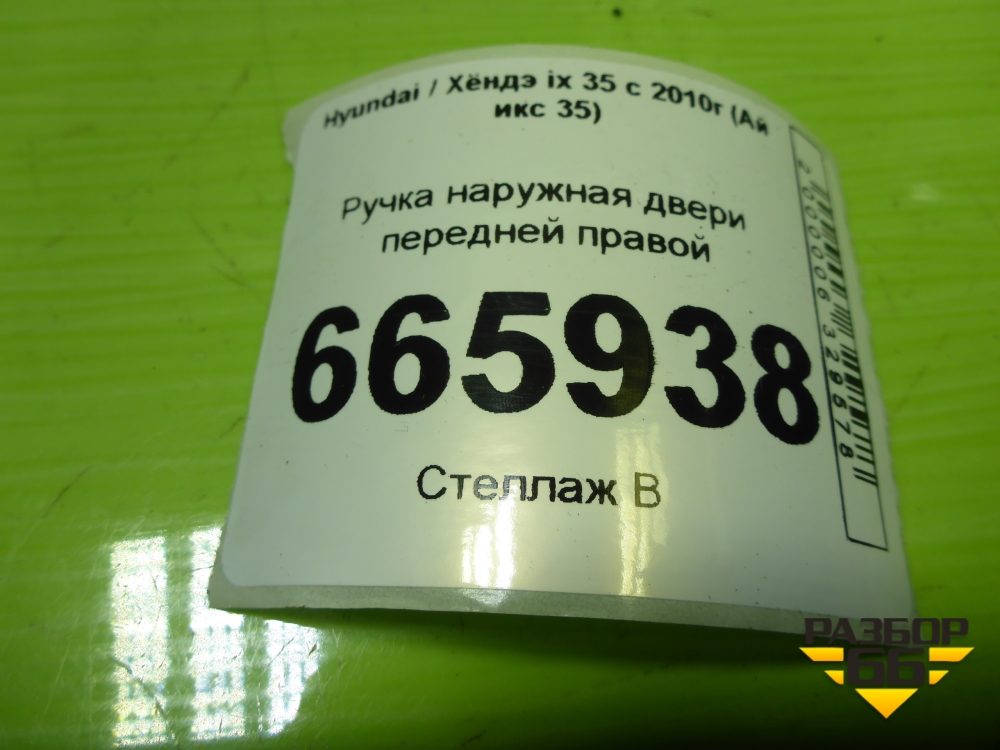 Hyundai / Хёндэ ix 35 с 2010г (Ай
икс 35)
Ручка наружная двери
передней правой
665938
Стеллаж В
2000006329578
РАЗБОР
66